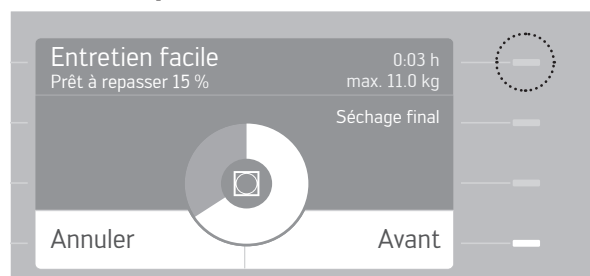 Entretien facile 0:03 h
Prêt à repasser 15 % max. 11.0 kg
Séchage final
Annuler Avant